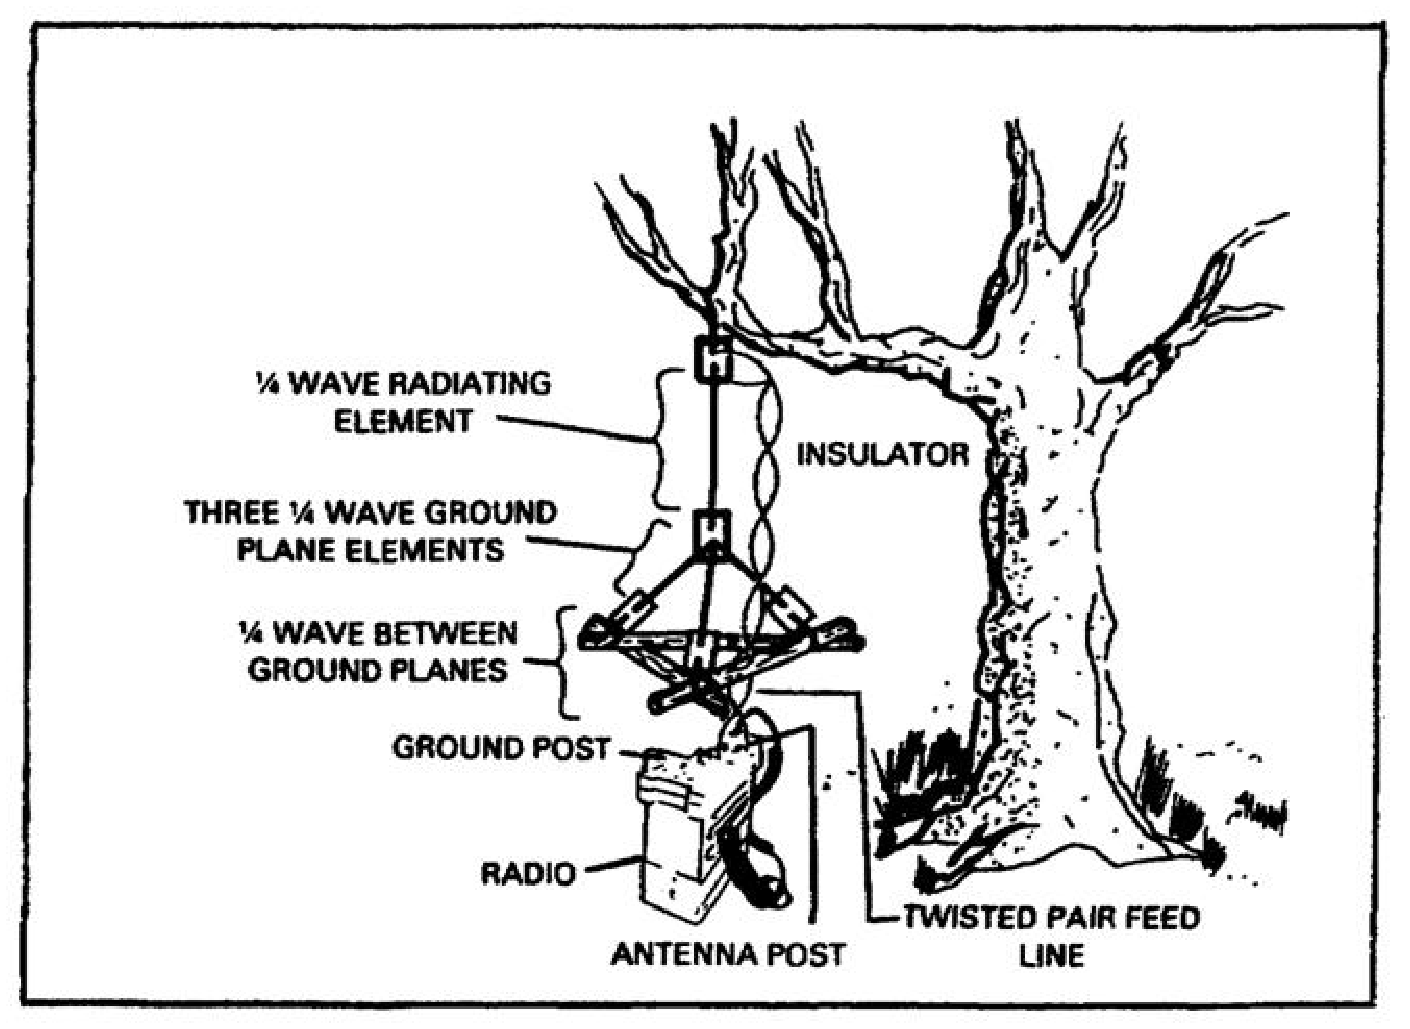 ¼ WAVE RADIATING
ELEMENT
INSULATOR
THREE ¼ WAVE GROUND
PLANE ELEMENTS
¼ WAVE BETWEEN
GROUND PLANES
GROUND POST
RADIO
TWISTED PAIR FEED
LINE
ANTENNA POST